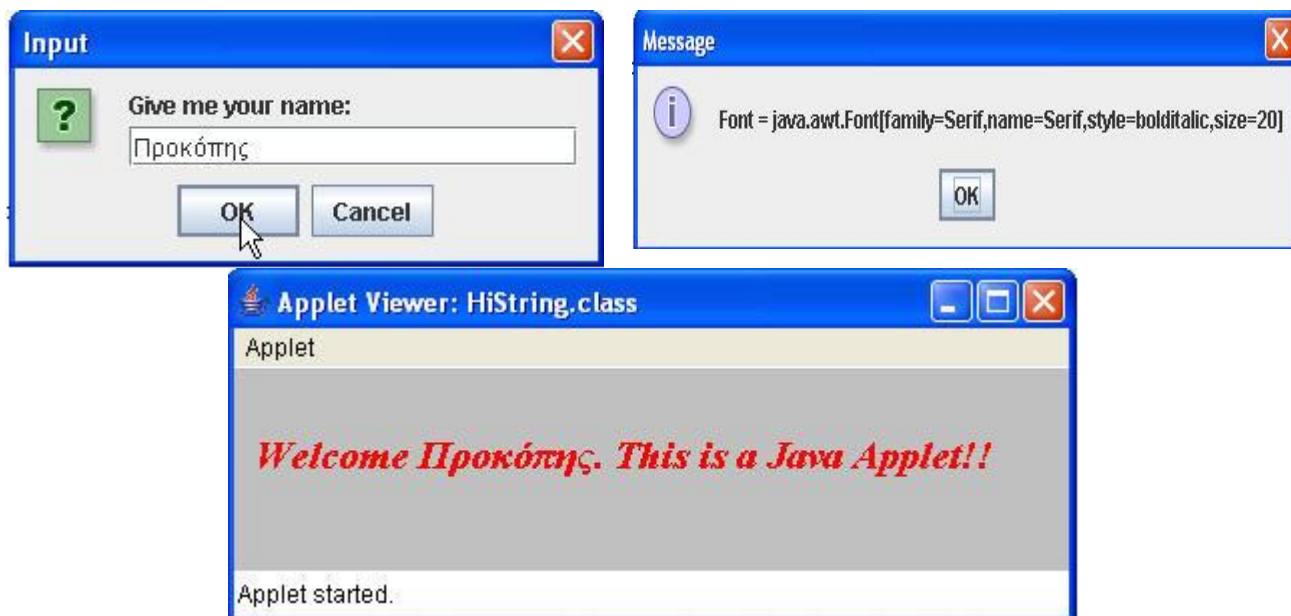 Input
Give me your name:
Προκόπης
OK
Cancel
Message
Font = java.awt.Font[family=Serif,name=Serif,style=bolditalic,size=20]
OK
Applet Viewer: HiString.class
Applet
Welcome Προκόπης. This is a Java Applet!!
Applet started.